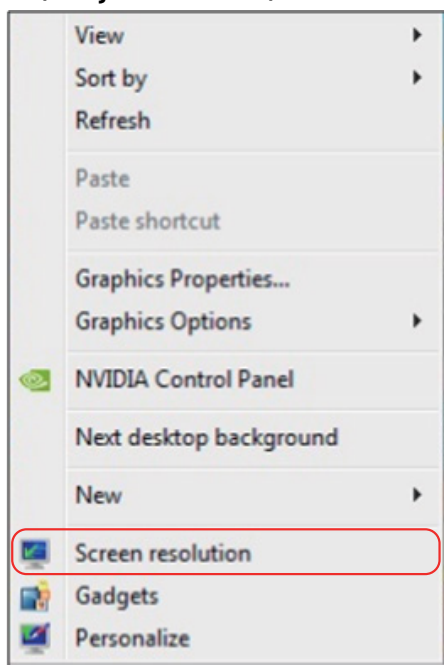 View
Sort by
Refresh
Paste
Paste shortcut
Graphics Properties...
Graphics Options
NVIDIA Control Panel
Next desktop background
New
Screen resolution
Gadgets
Personalize